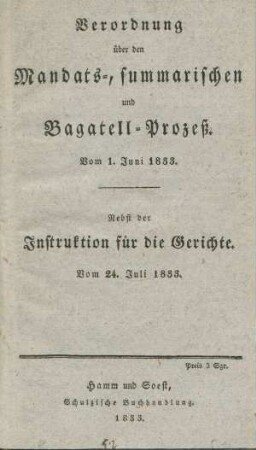 Verordnung
über den
Mandats-, summarischen
und
Bagatell-Prozeß.
Vom 1. Juni 1833.
Nebst der
Instruktion für die Gerichte.
Vom 24. Juli 1833.
Preis 3 Sgr.
Hamm und Soest,
Schulzische Buchhandlung.
1833.